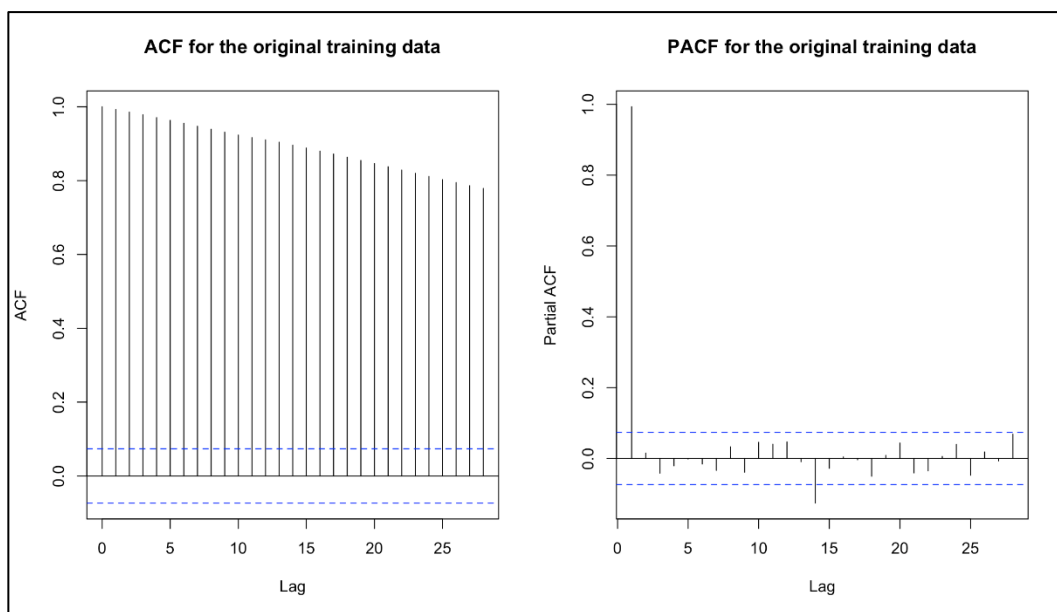 ACF for the original training data
ACF
1.0
0.8
0.6
0.4
0.2
0.0
0 5 10 15 20 25
Lag
PACF for the original training data
Partial ACF
1.0
0.8
0.6
0.4
0.2
0.0
0 5 10 15 20 25
Lag